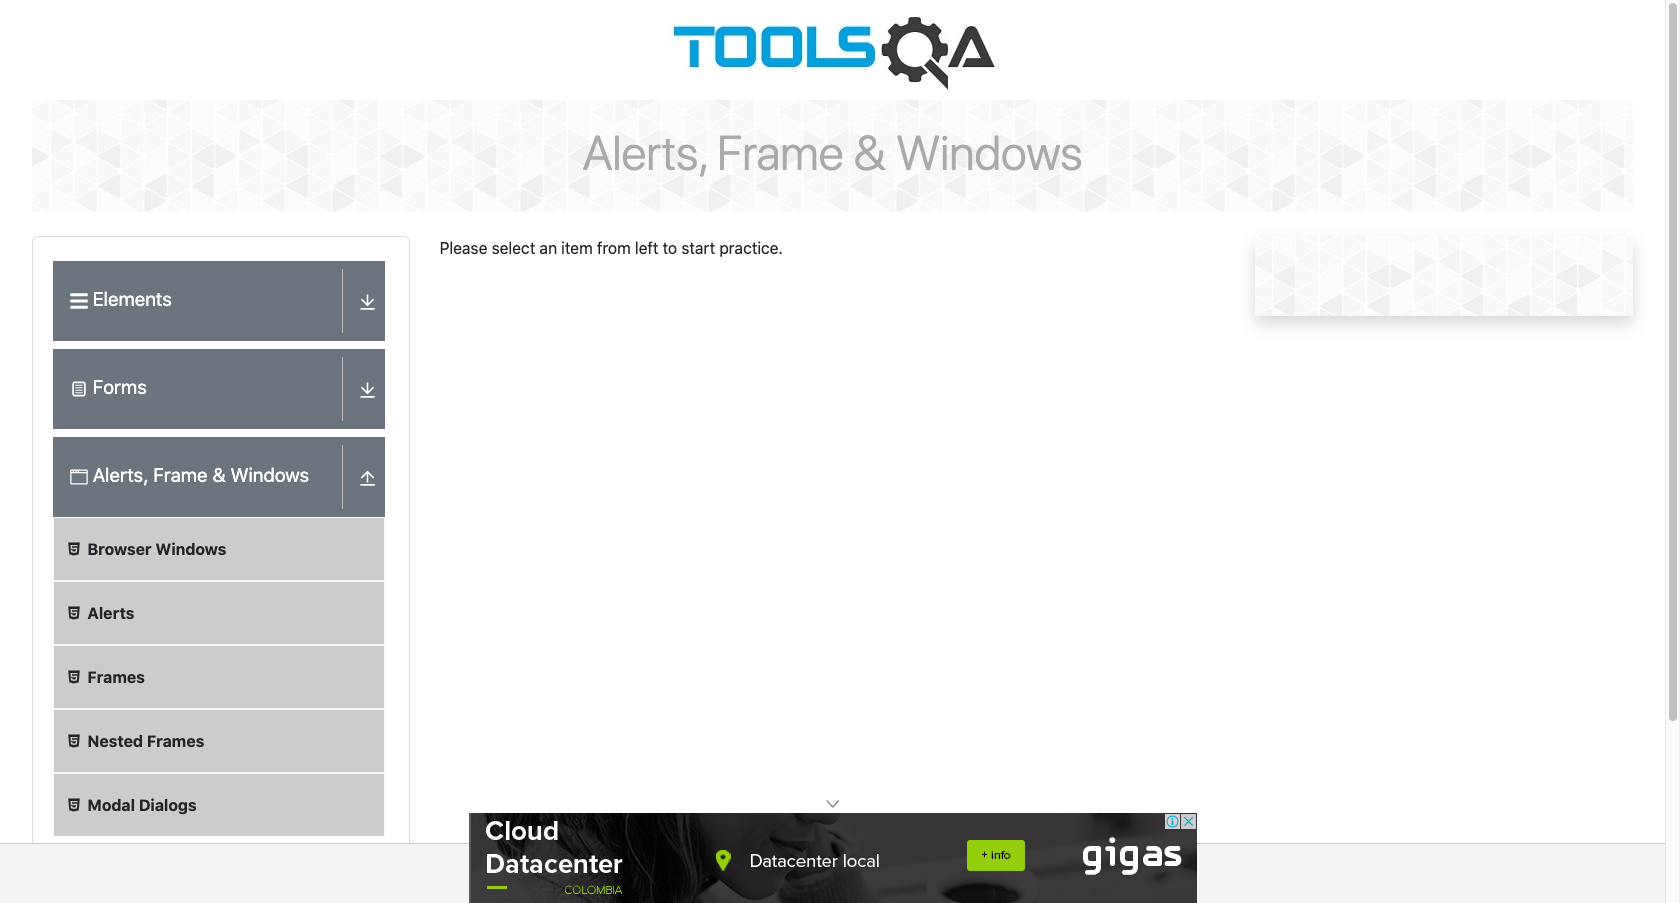 TOOLSQA
Alerts, Frame & Windows
Please select an item from left to start practice.
Elements
Forms
Alerts, Frame & Windows
Browser Windows
Alerts
Frames
Nested Frames
Modal Dialogs
Cloud
Datacenter
COLOMBIA
Datacenter local
+ info
gigas